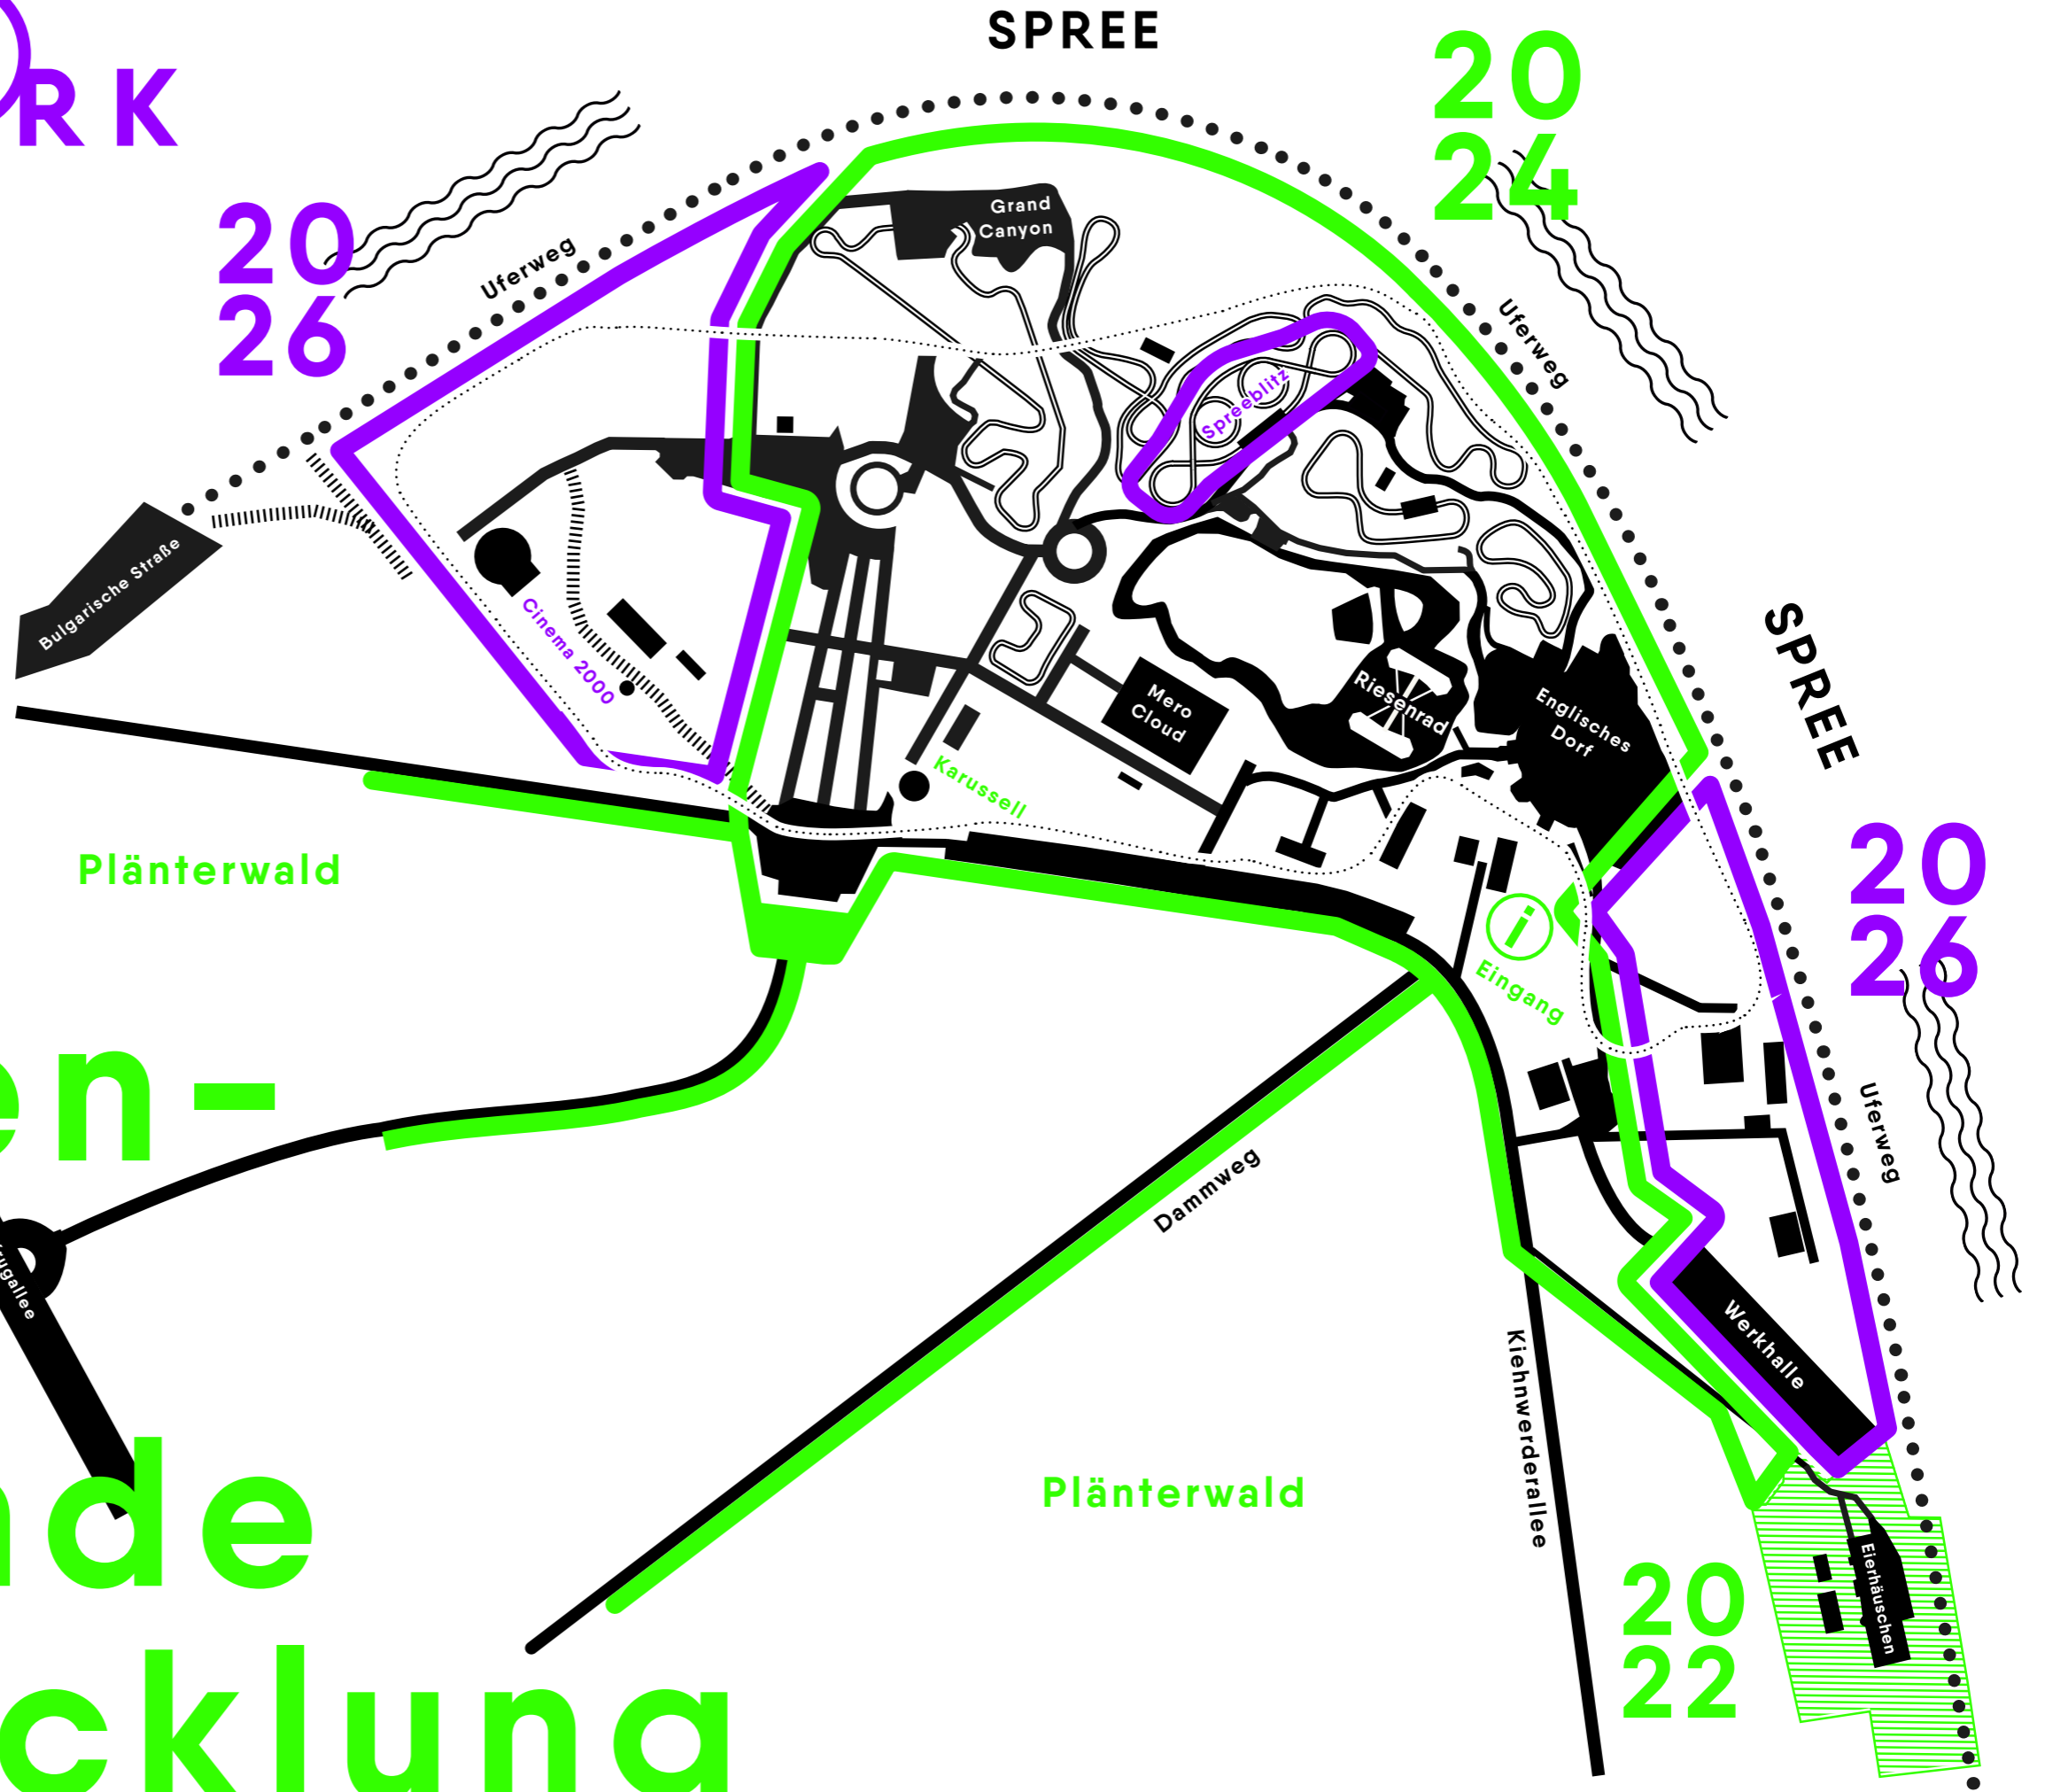 SPREE
RK
20
24
20
26
Uferweg
Grand
Canyon
Uferweg
Spreeblitz
Bulgarische Straße
Cinema 2000
SPREE
Mero
Cloud
Riesenrad
Englisches
Dorf
Karussell
Plänterwald
20
26
i
Eingang
en-
Uferweg
Dammweg
Werkhalle
Kiehnwerderallee
nde
Plänterwald
Eierhäuschen
20
22
cklung